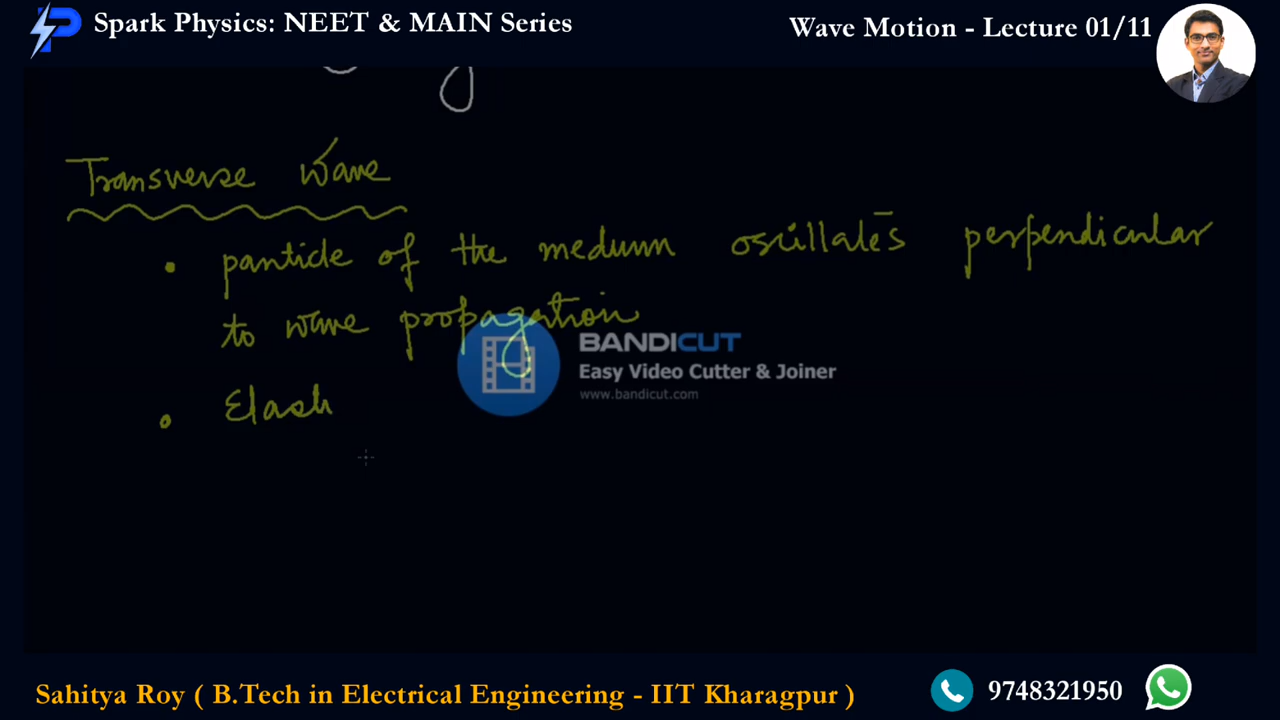 Spark Physics: NEET & MAIN Series
Wave Motion - Lecture 01/11
Transverse Wave
• particle of the medium oscillates perpendicular
to wave propagation
BANDICUT
Easy Video Cutter & Joiner
www.bandicut.com
• Elasti
Sahitya Roy ( B.Tech in Electrical Engineering - IIT Kharagpur )
9748321950